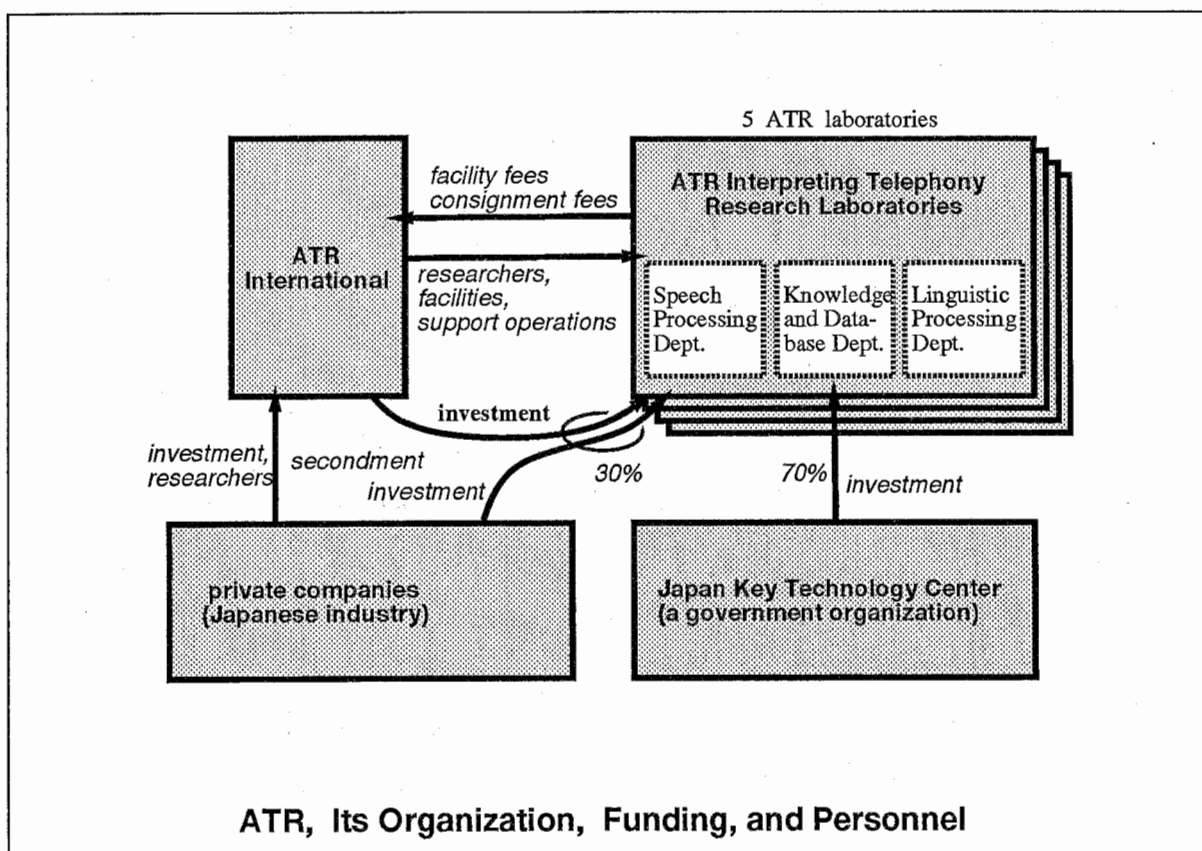 5 ATR laboratories
ATR Interpreting Telephony
Research Laboratories
facility fees
consignment fees
ATR
International
researchers,
facilities,
support operations
Speech
Processing
Dept.
Knowledge
and Data-
base Dept.
Linguistic
Processing
Dept.
investment
investment,
researchers
secondment
investment
30%
70%
investment
private companies
(Japanese industry)
Japan Key Technology Center
(a government organization)
ATR, Its Organization, Funding, and Personnel